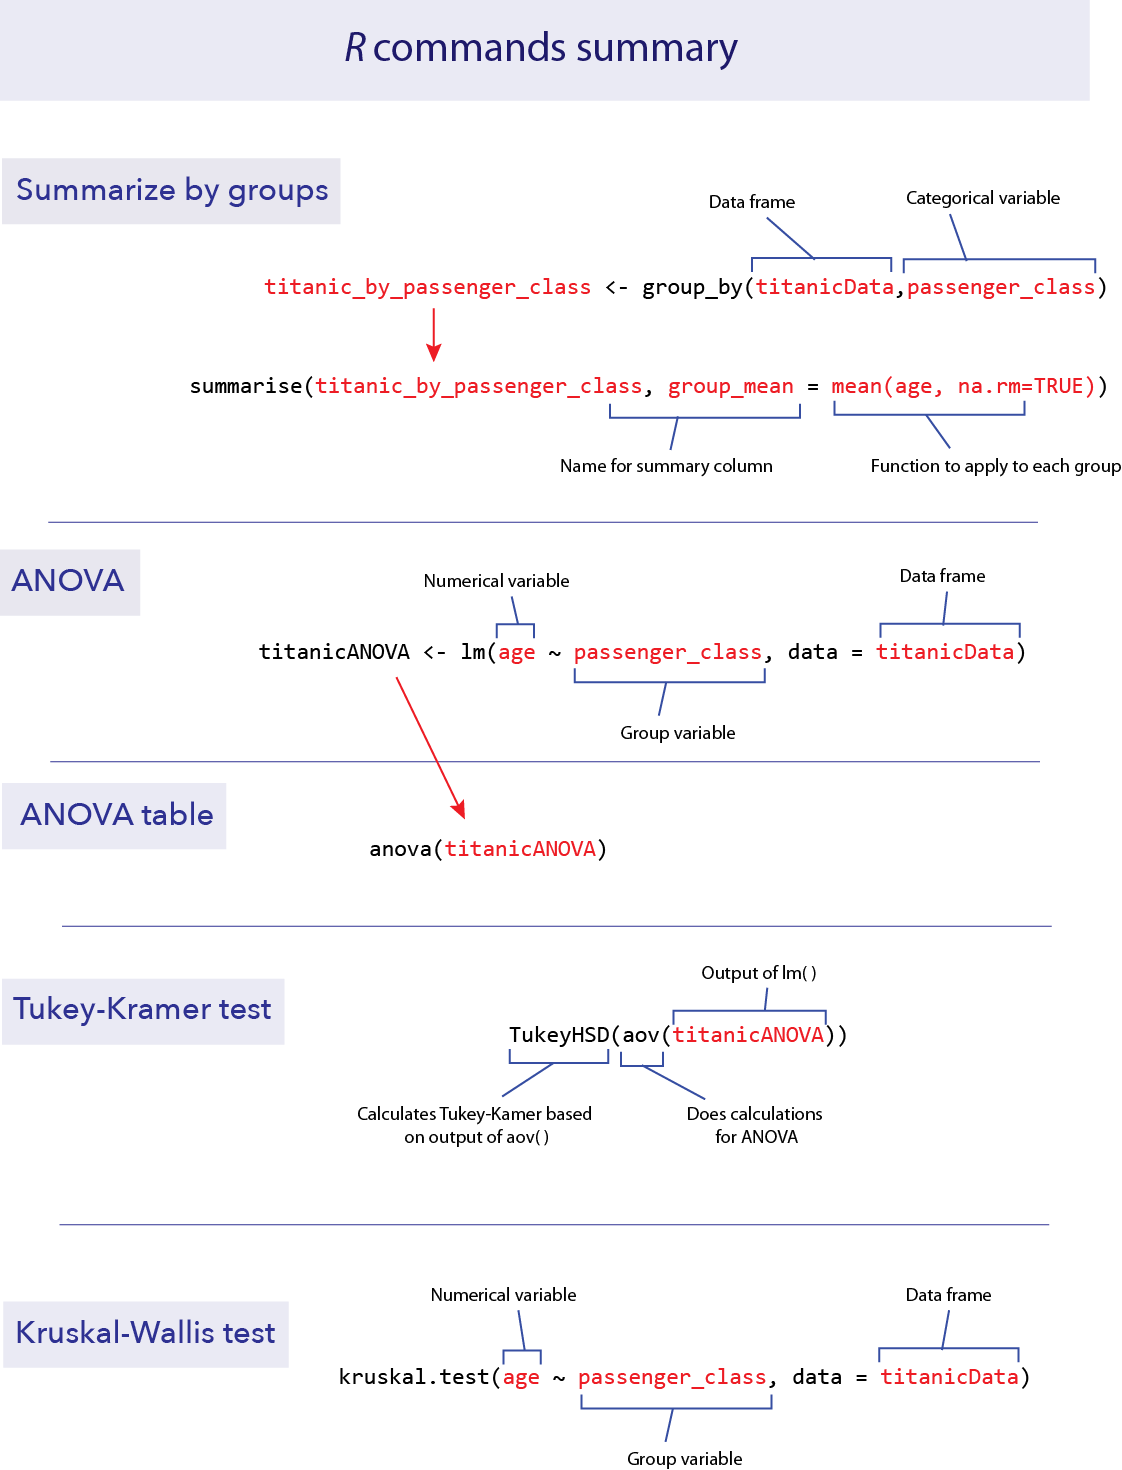 R commands summary
Summarize by groups
Data frame
Categorical variable
titanic_by_passenger_class <- group_by(titanicData,passenger_class)
summarise(titanic_by_passenger_class, group_mean = mean(age, na.rm=TRUE))
Name for summary column
Function to apply to each group
ANOVA
Numerical variable
Data frame
titanicANOVA <- lm(age ~ passenger_class, data = titanicData)
Group variable
ANOVA table
anova(titanicANOVA)
Tukey-Kramer test
Output of lm( )
TukeyHSD(aov(titanicANOVA))
Calculates Tukey-Kamer based
on output of aov( )
Does calculations
for ANOVA
Kruskal-Wallis test
Numerical variable
Data frame
kruskal.test(age ~ passenger_class, data = titanicData)
Group variable